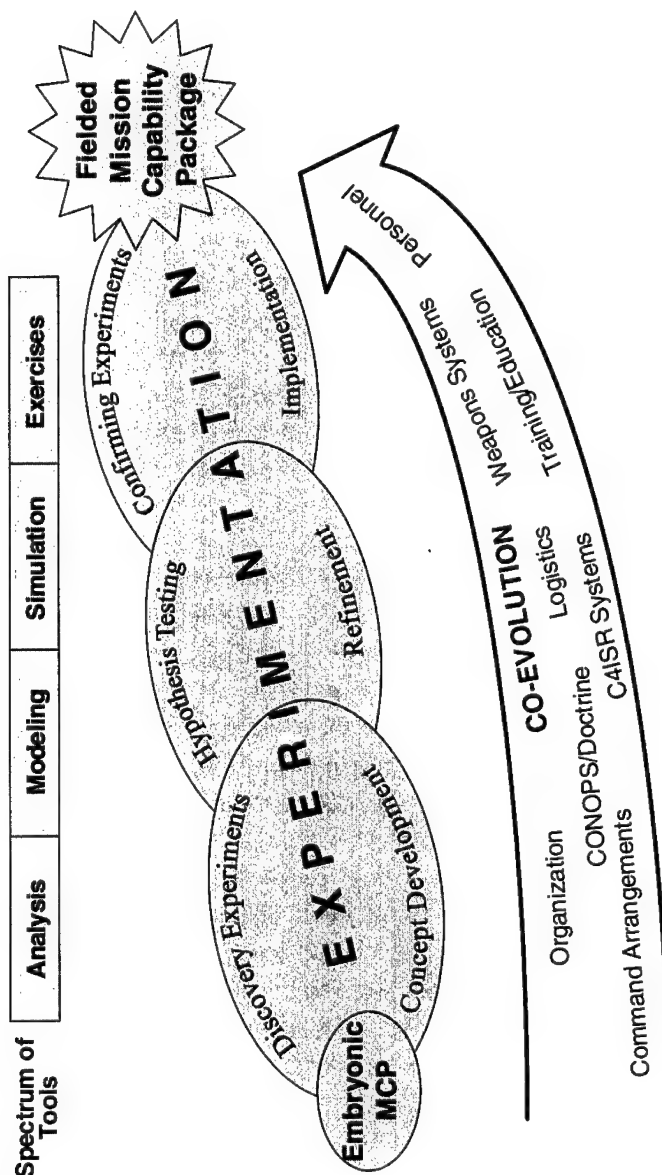 Spectrum of
Tools
Analysis
Modeling
Simulation
Exercises
Embryonic
MCP
Discovery Experiments
Concept Development
Hypothesis Testing
Refinement
Confirming Experiments
Implementation
EXPERIMENTATION
Fielded
Mission
Capability
Package
CO-EVOLUTION
Organization
Logistics
Weapons Systems
Personnel
CONOPS/Doctrine
Training/Education
Command Arrangements
C4ISR Systems